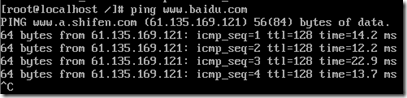 [root@localhost /]# ping www.baidu.com
PING www.a.shifen.com (61.135.169.121) 56(84) bytes of data.
64 bytes from 61.135.169.121: icmp_seq=1 ttl=128 time=14.2 ms
64 bytes from 61.135.169.121: icmp_seq=2 ttl=128 time=12.2 ms
64 bytes from 61.135.169.121: icmp_seq=3 ttl=128 time=22.9 ms
64 bytes from 61.135.169.121: icmp_seq=4 ttl=128 time=13.7 ms
^C